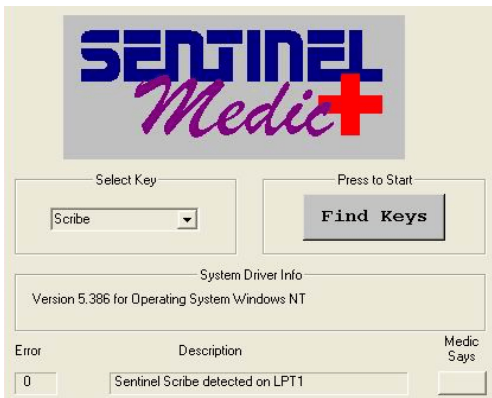 SENTINEL
Medic
Select Key
Press to Start
Scribe
Find Keys
System Driver Info
Version 5.386 for Operating System Windows NT
Error
Description
Medic
Says
0
Sentinel Scribe detected on LPT1